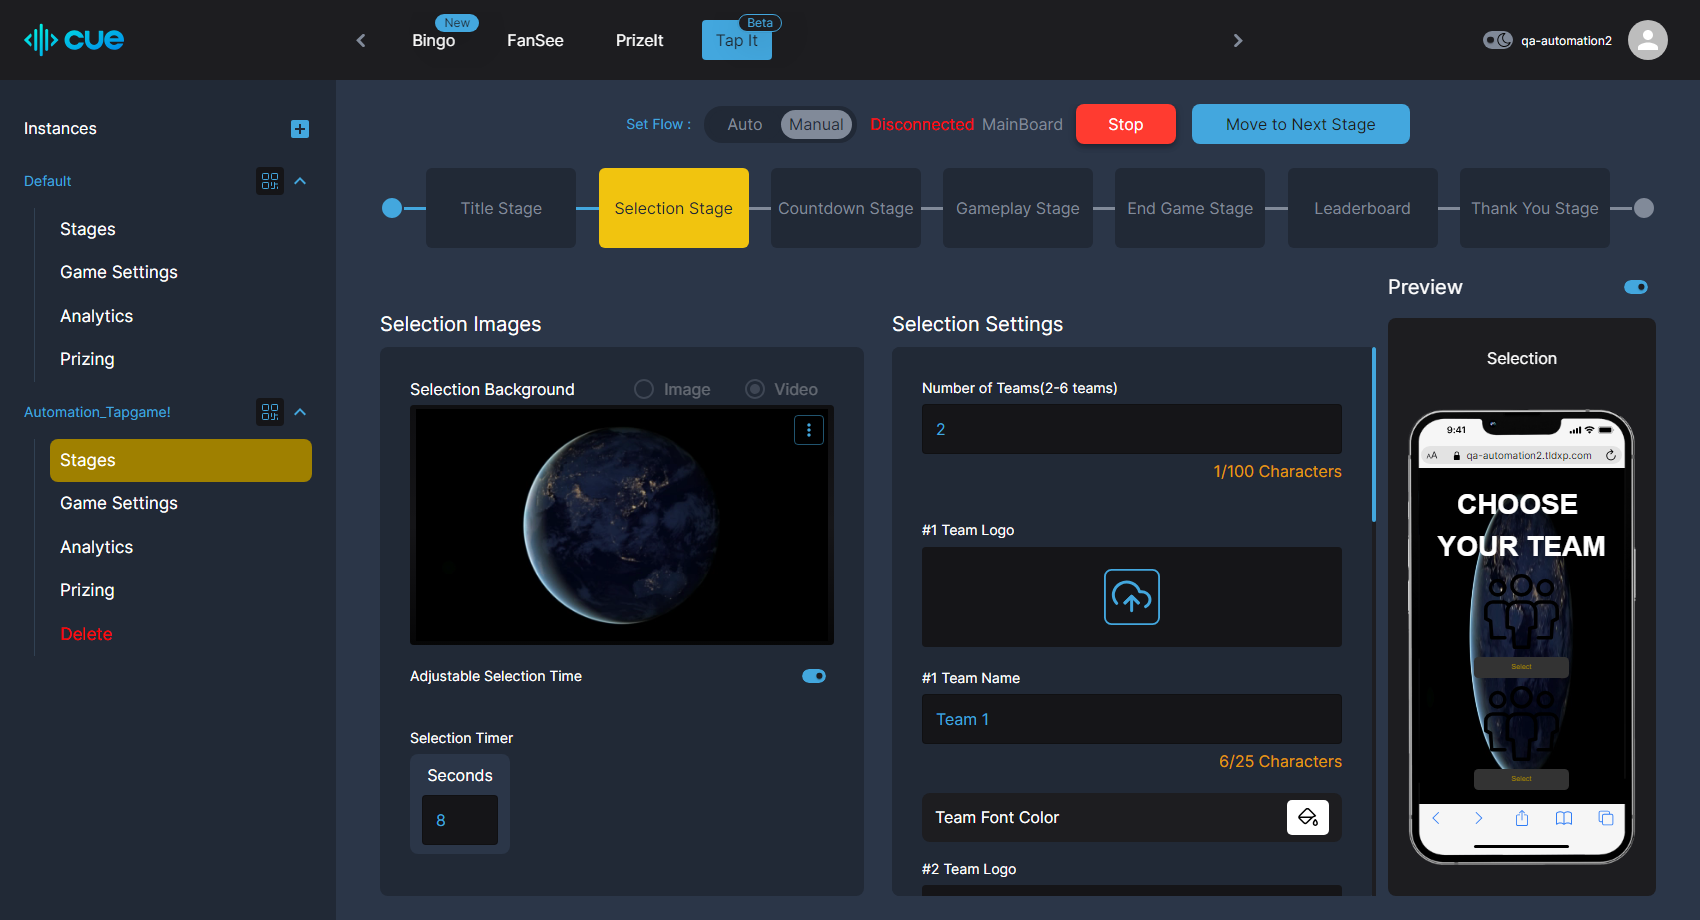 cue
Bingo
New
FanSee
PrizeIt
Tap It
Beta
qa-automation2
Instances
Default
Stages
Game Settings
Analytics
Prizing
Automation_Tapgame!
Stages
Game Settings
Analytics
Prizing
Delete
Set Flow :
Auto
Manual
Disconnected MainBoard
Stop
Move to Next Stage
Title Stage
Selection Stage
Countdown Stage
Gameplay Stage
End Game Stage
Leaderboard
Thank You Stage
Selection Images
Selection Background
Image
Video
Adjustable Selection Time
Selection Timer
Seconds
8
Selection Settings
Number of Teams(2-6 teams)
2
1/100 Characters
#1 Team Logo
#1 Team Name
Team 1
6/25 Characters
Team Font Color
#2 Team Logo
Preview
Selection
9:41
AA
qa-automation2.tldxp.com
CHOOSE
YOUR TEAM
Select
Select